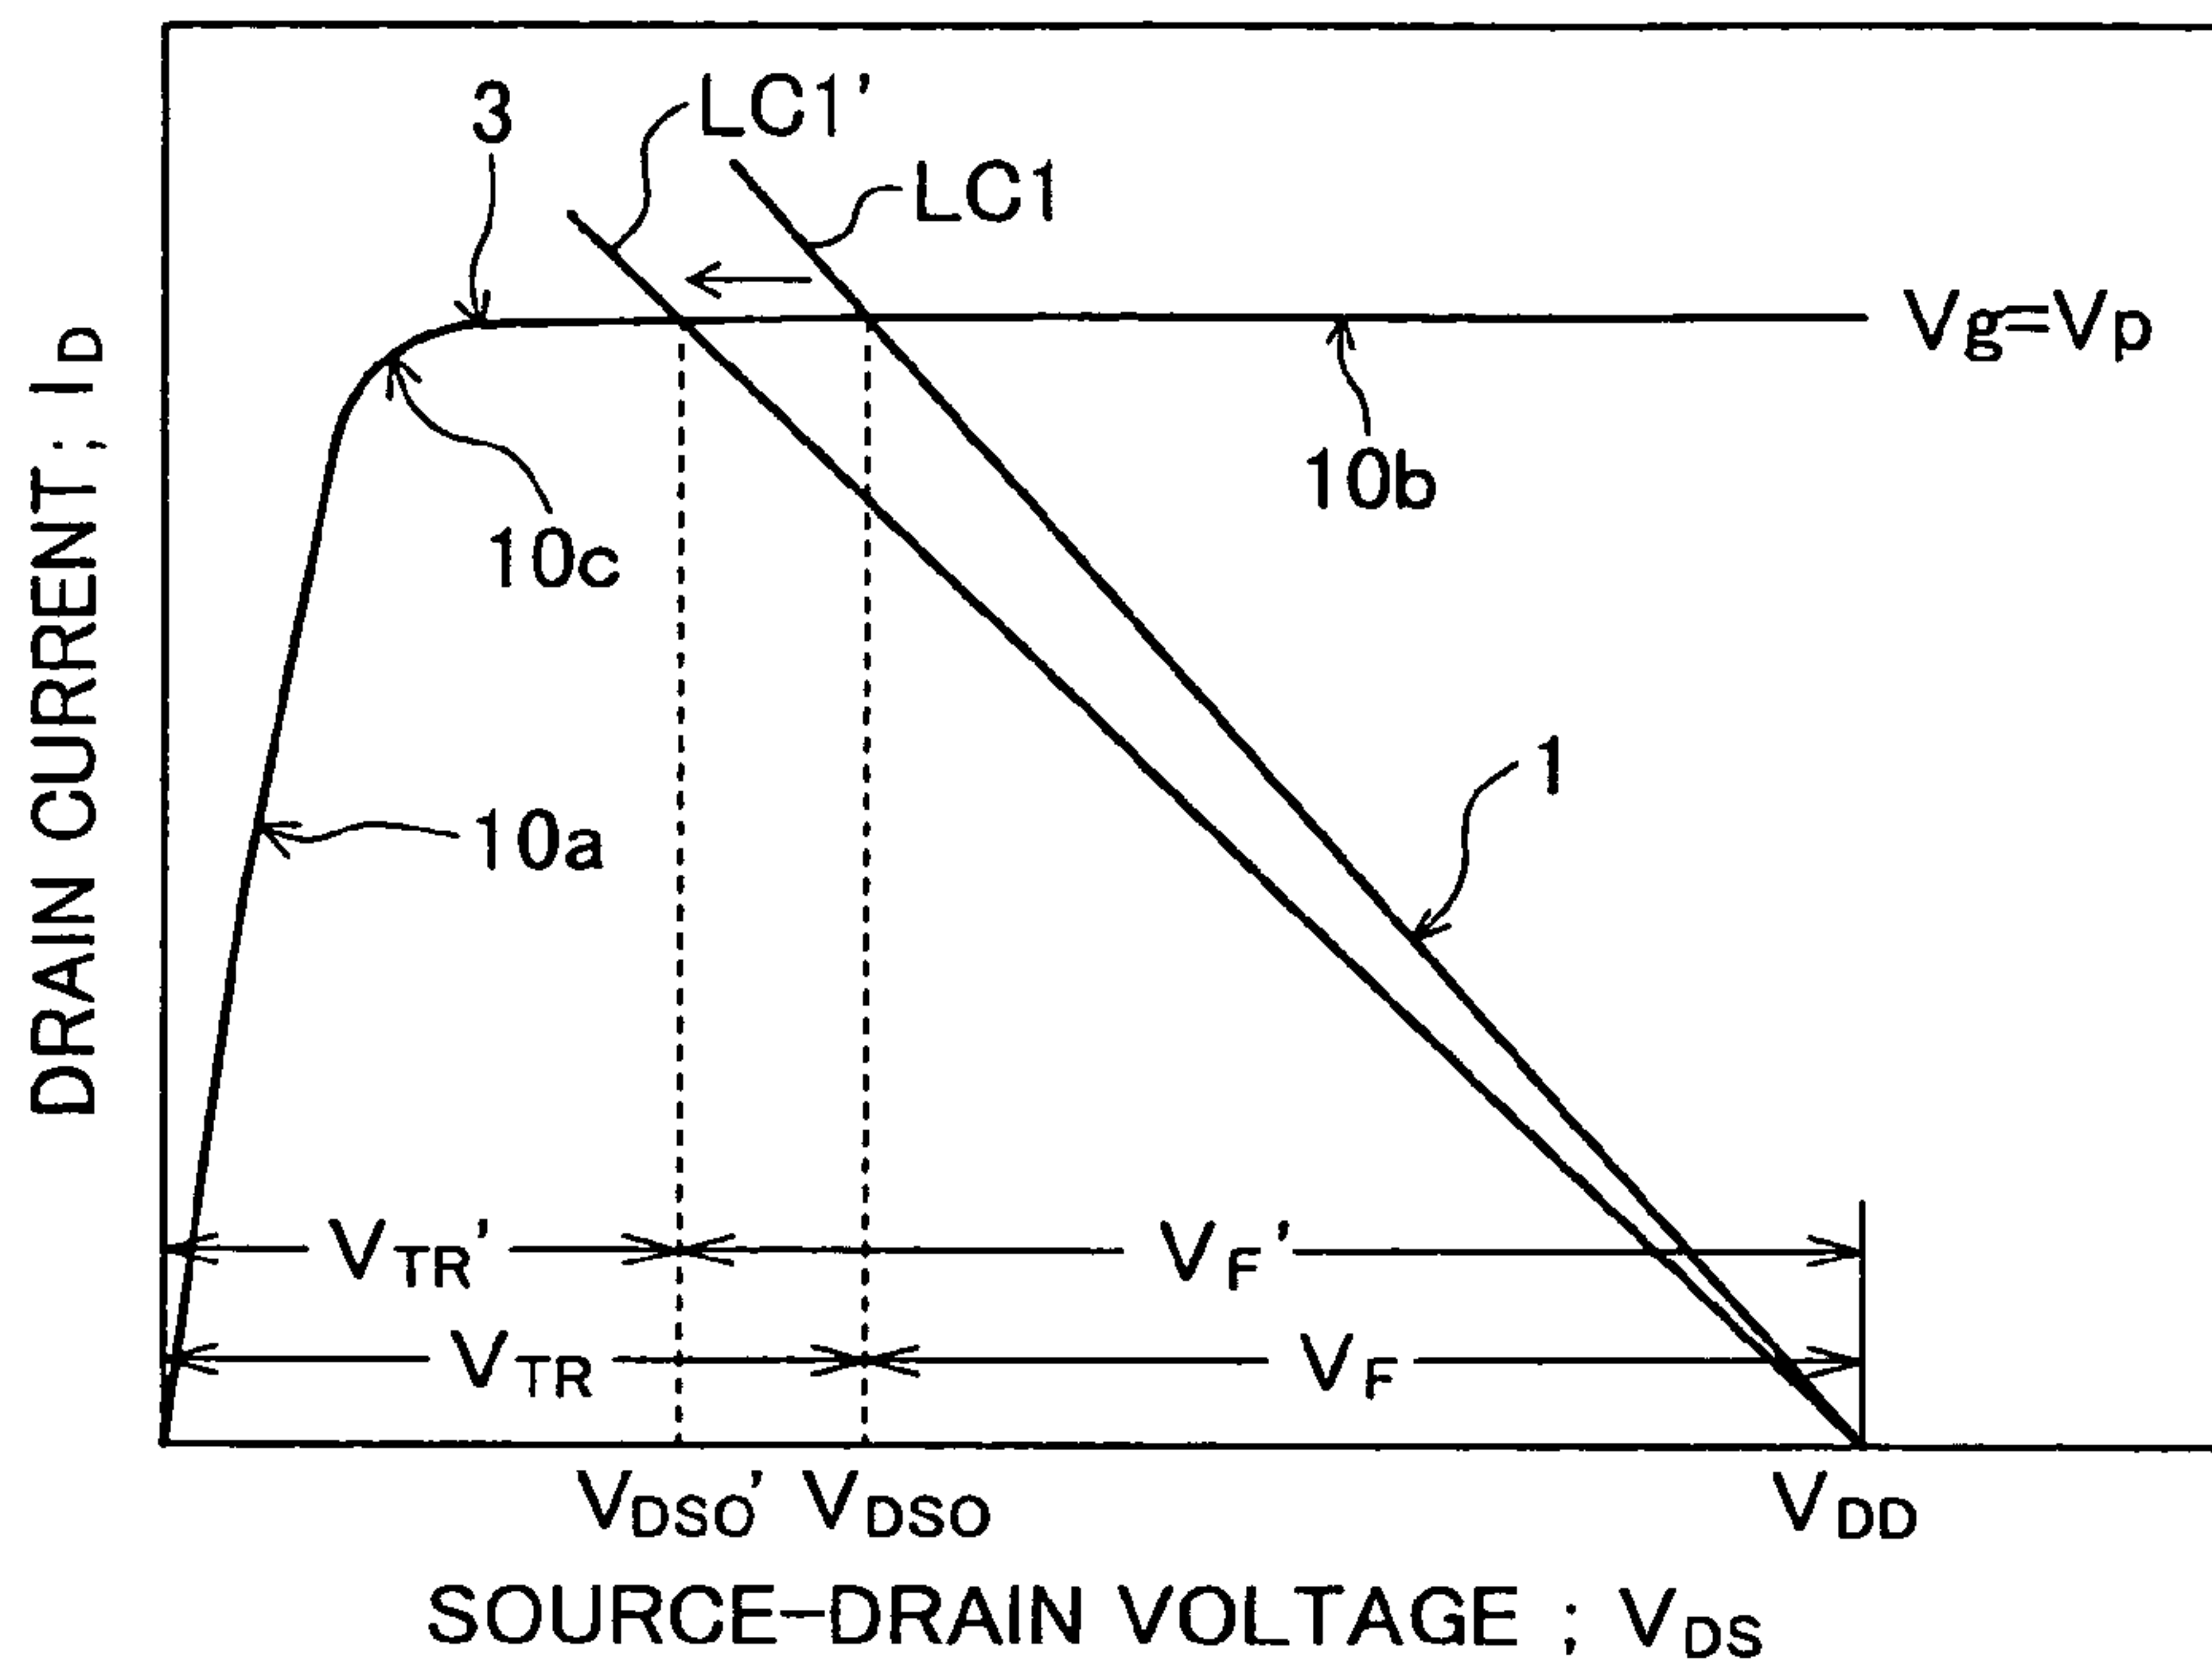 LC1'
3
LC1
Vg=Vp
10b
10c
1
10a
DRAIN CURRENT; ID
VTR' VF'
VTR VF
VDSO' VDSO VDD
SOURCE-DRAIN VOLTAGE ; VDS